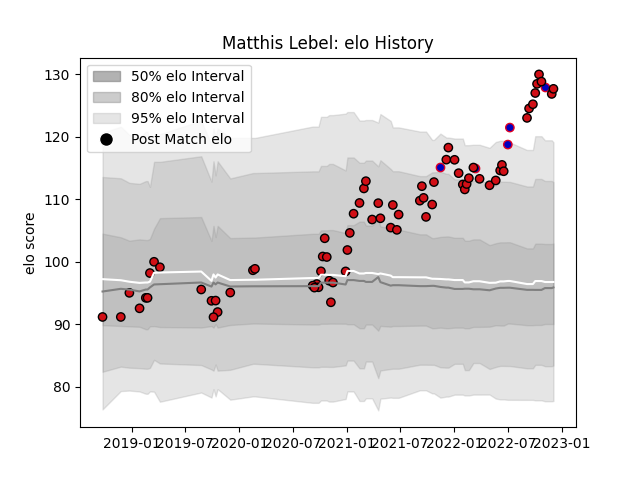 Matthis Lebel: elo History
50% elo Interval
80% elo Interval
95% elo Interval
Post Match elo
elo score
130
120
110
100
90
80
2019-01 2019-07 2020-01 2020-07 2021-01 2021-07 2022-01 2022-07 2023-01